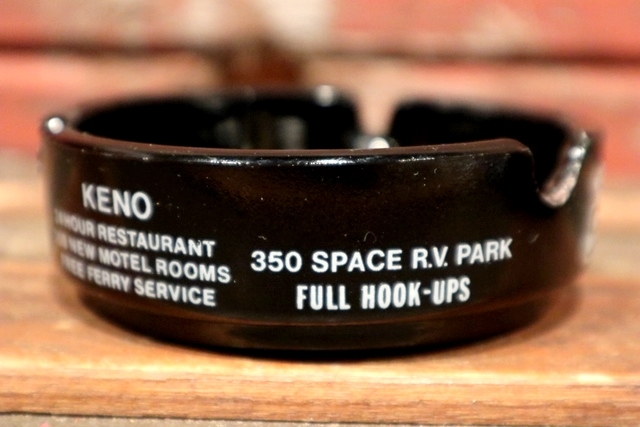 KENO
HOUR RESTAURANT
NEW MOTEL ROOMS
FERRY SERVICE
350 SPACE R.V. PARK
FULL HOOK-UPS